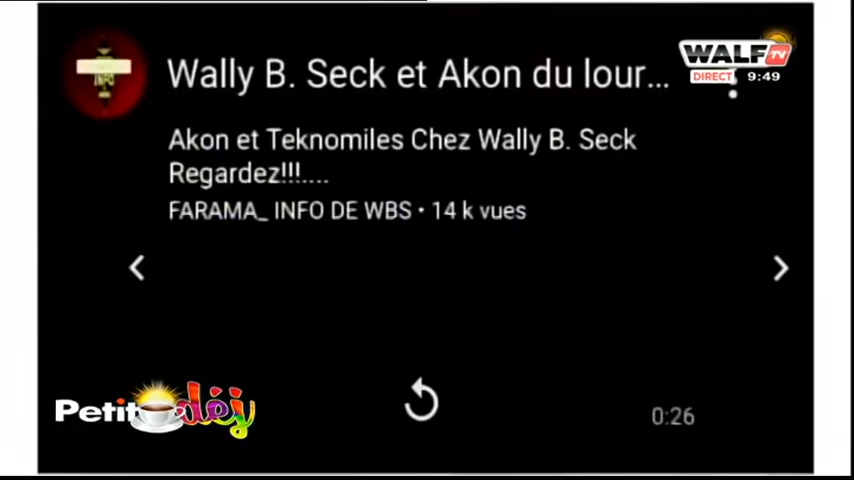 Wally B. Seck et Akon du lour...
WALF TV
DIRECT 9:49
Akon et Teknomiles Chez Wally B. Seck
Regardez!!!....
FARAMA_ INFO DE WBS • 14 k vues
Petit déj
0:26